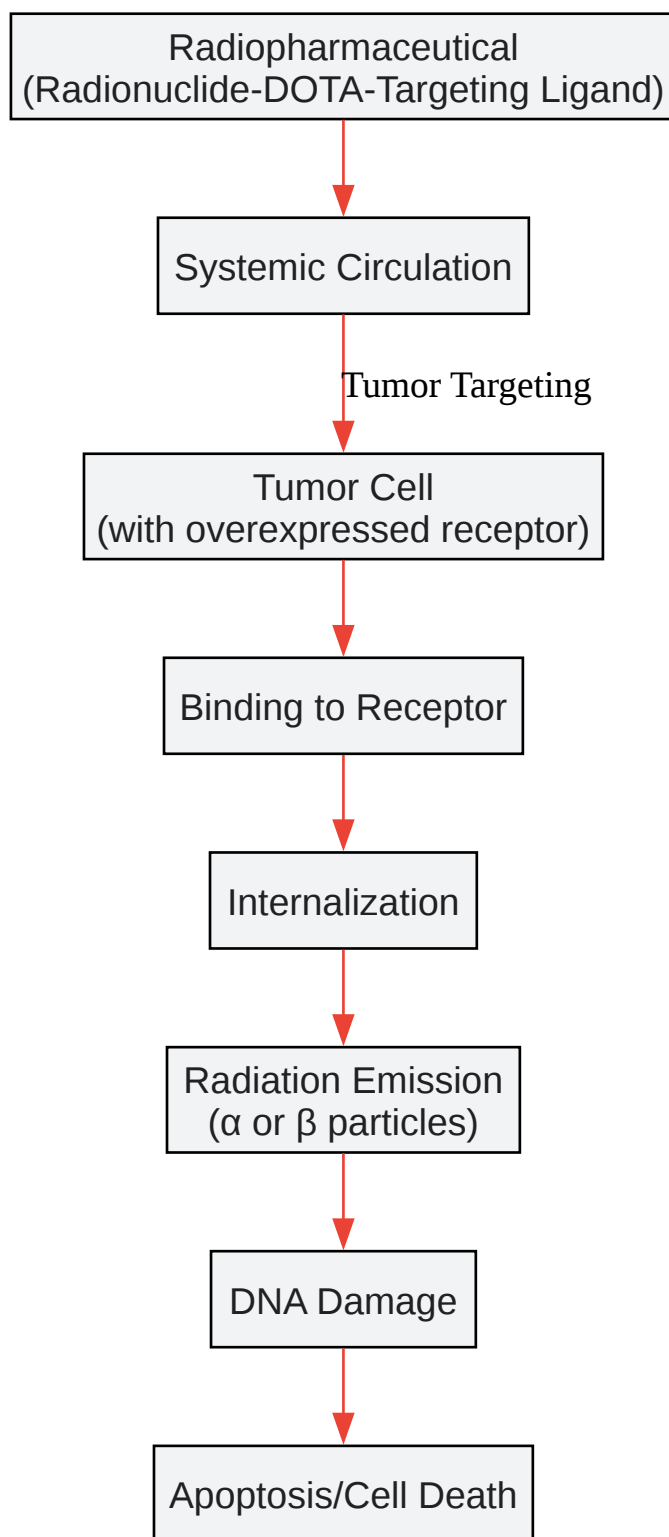 Radiopharmaceutical
(Radionuclide-DOTA-Targeting Ligand)
Systemic Circulation
Tumor Targeting
Tumor Cell
(with overexpressed receptor)
Binding to Receptor
Internalization
Radiation Emission
(α or β particles)
DNA Damage
Apoptosis/Cell Death